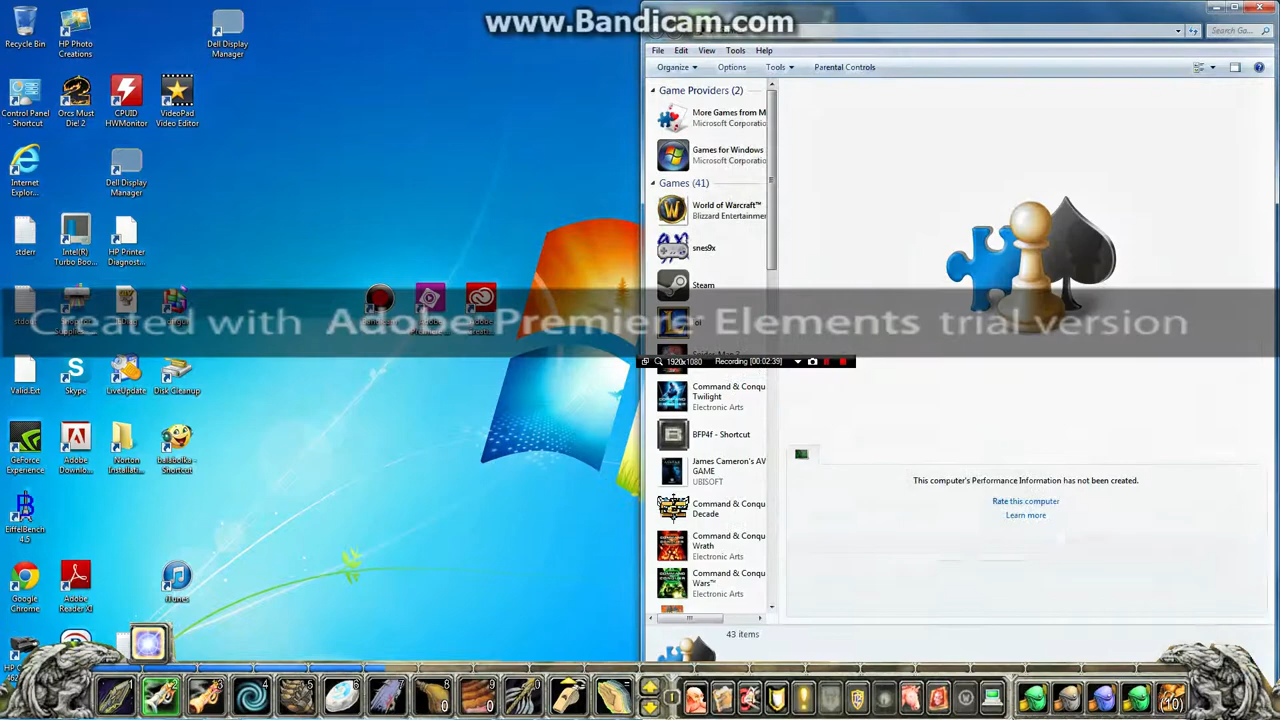 www.Bandicam.com
Recycle Bin
HP Photo
Creations
Dell Display
Manager
Control Panel
- Shortcut
Orcs Must
Die! 2
CPUID
HWMonitor
VideoPad
Video Editor
Internet
Explor...
Dell Display
Manager
stderr
Intel(R)
Turbo Boo...
HP Printer
Diagnost...
Created with Adobe Premiere Elements trial version
Valid.Ext
Skype
LiveUpdate
Disk Cleanup
GeForce
Experience
Adobe
Downlo...
Norton
Installati...
balabolka -
Shortcut
EiffelBench
4.5
Google
Chrome
Adobe
Reader XI
iTunes
Search Ga...
File Edit View Tools Help
Organize Options Tools Parental Controls
Game Providers (2)
More Games from M
Microsoft Corporatio
Games for Windows
Microsoft Corporatio
Games (41)
World of Warcraft™
Blizzard Entertainmen
snes9x
Steam
1920x1080 Recording [00:02:39]
Command & Conqu
Twilight
Electronic Arts
BFP4f - Shortcut
James Cameron's AV
GAME
UBISOFT
Command & Conqu
Decade
Command & Conqu
Wrath
Electronic Arts
Command & Conqu
Wars™
Electronic Arts
This computer's Performance Information has not been created.
Rate this computer
Learn more
43 items